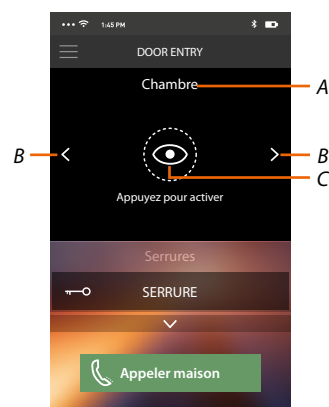 1:45 PM
DOOR ENTRY
Chambre
A
B
B
C
Appuyez pour activer
Serrures
SERRURE
Appeler maison